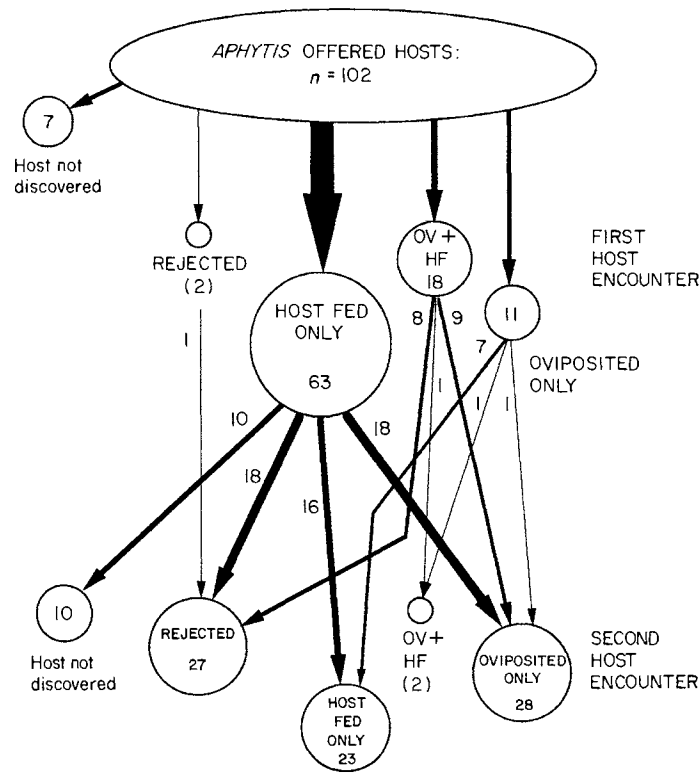 APHYTIS OFFERED HOSTS:
n = 102
7
Host not
discovered
REJECTED
(2)
HOST FED
ONLY
63
OV +
HF
18
11
OVIPOSITED
ONLY
FIRST
HOST
ENCOUNTER
1
8
9
7
1
1
1
10
18
16
18
10
Host not
discovered
REJECTED
27
HOST
FED
ONLY
23
OV +
HF
(2)
OVIPOSITED
ONLY
28
SECOND
HOST
ENCOUNTER